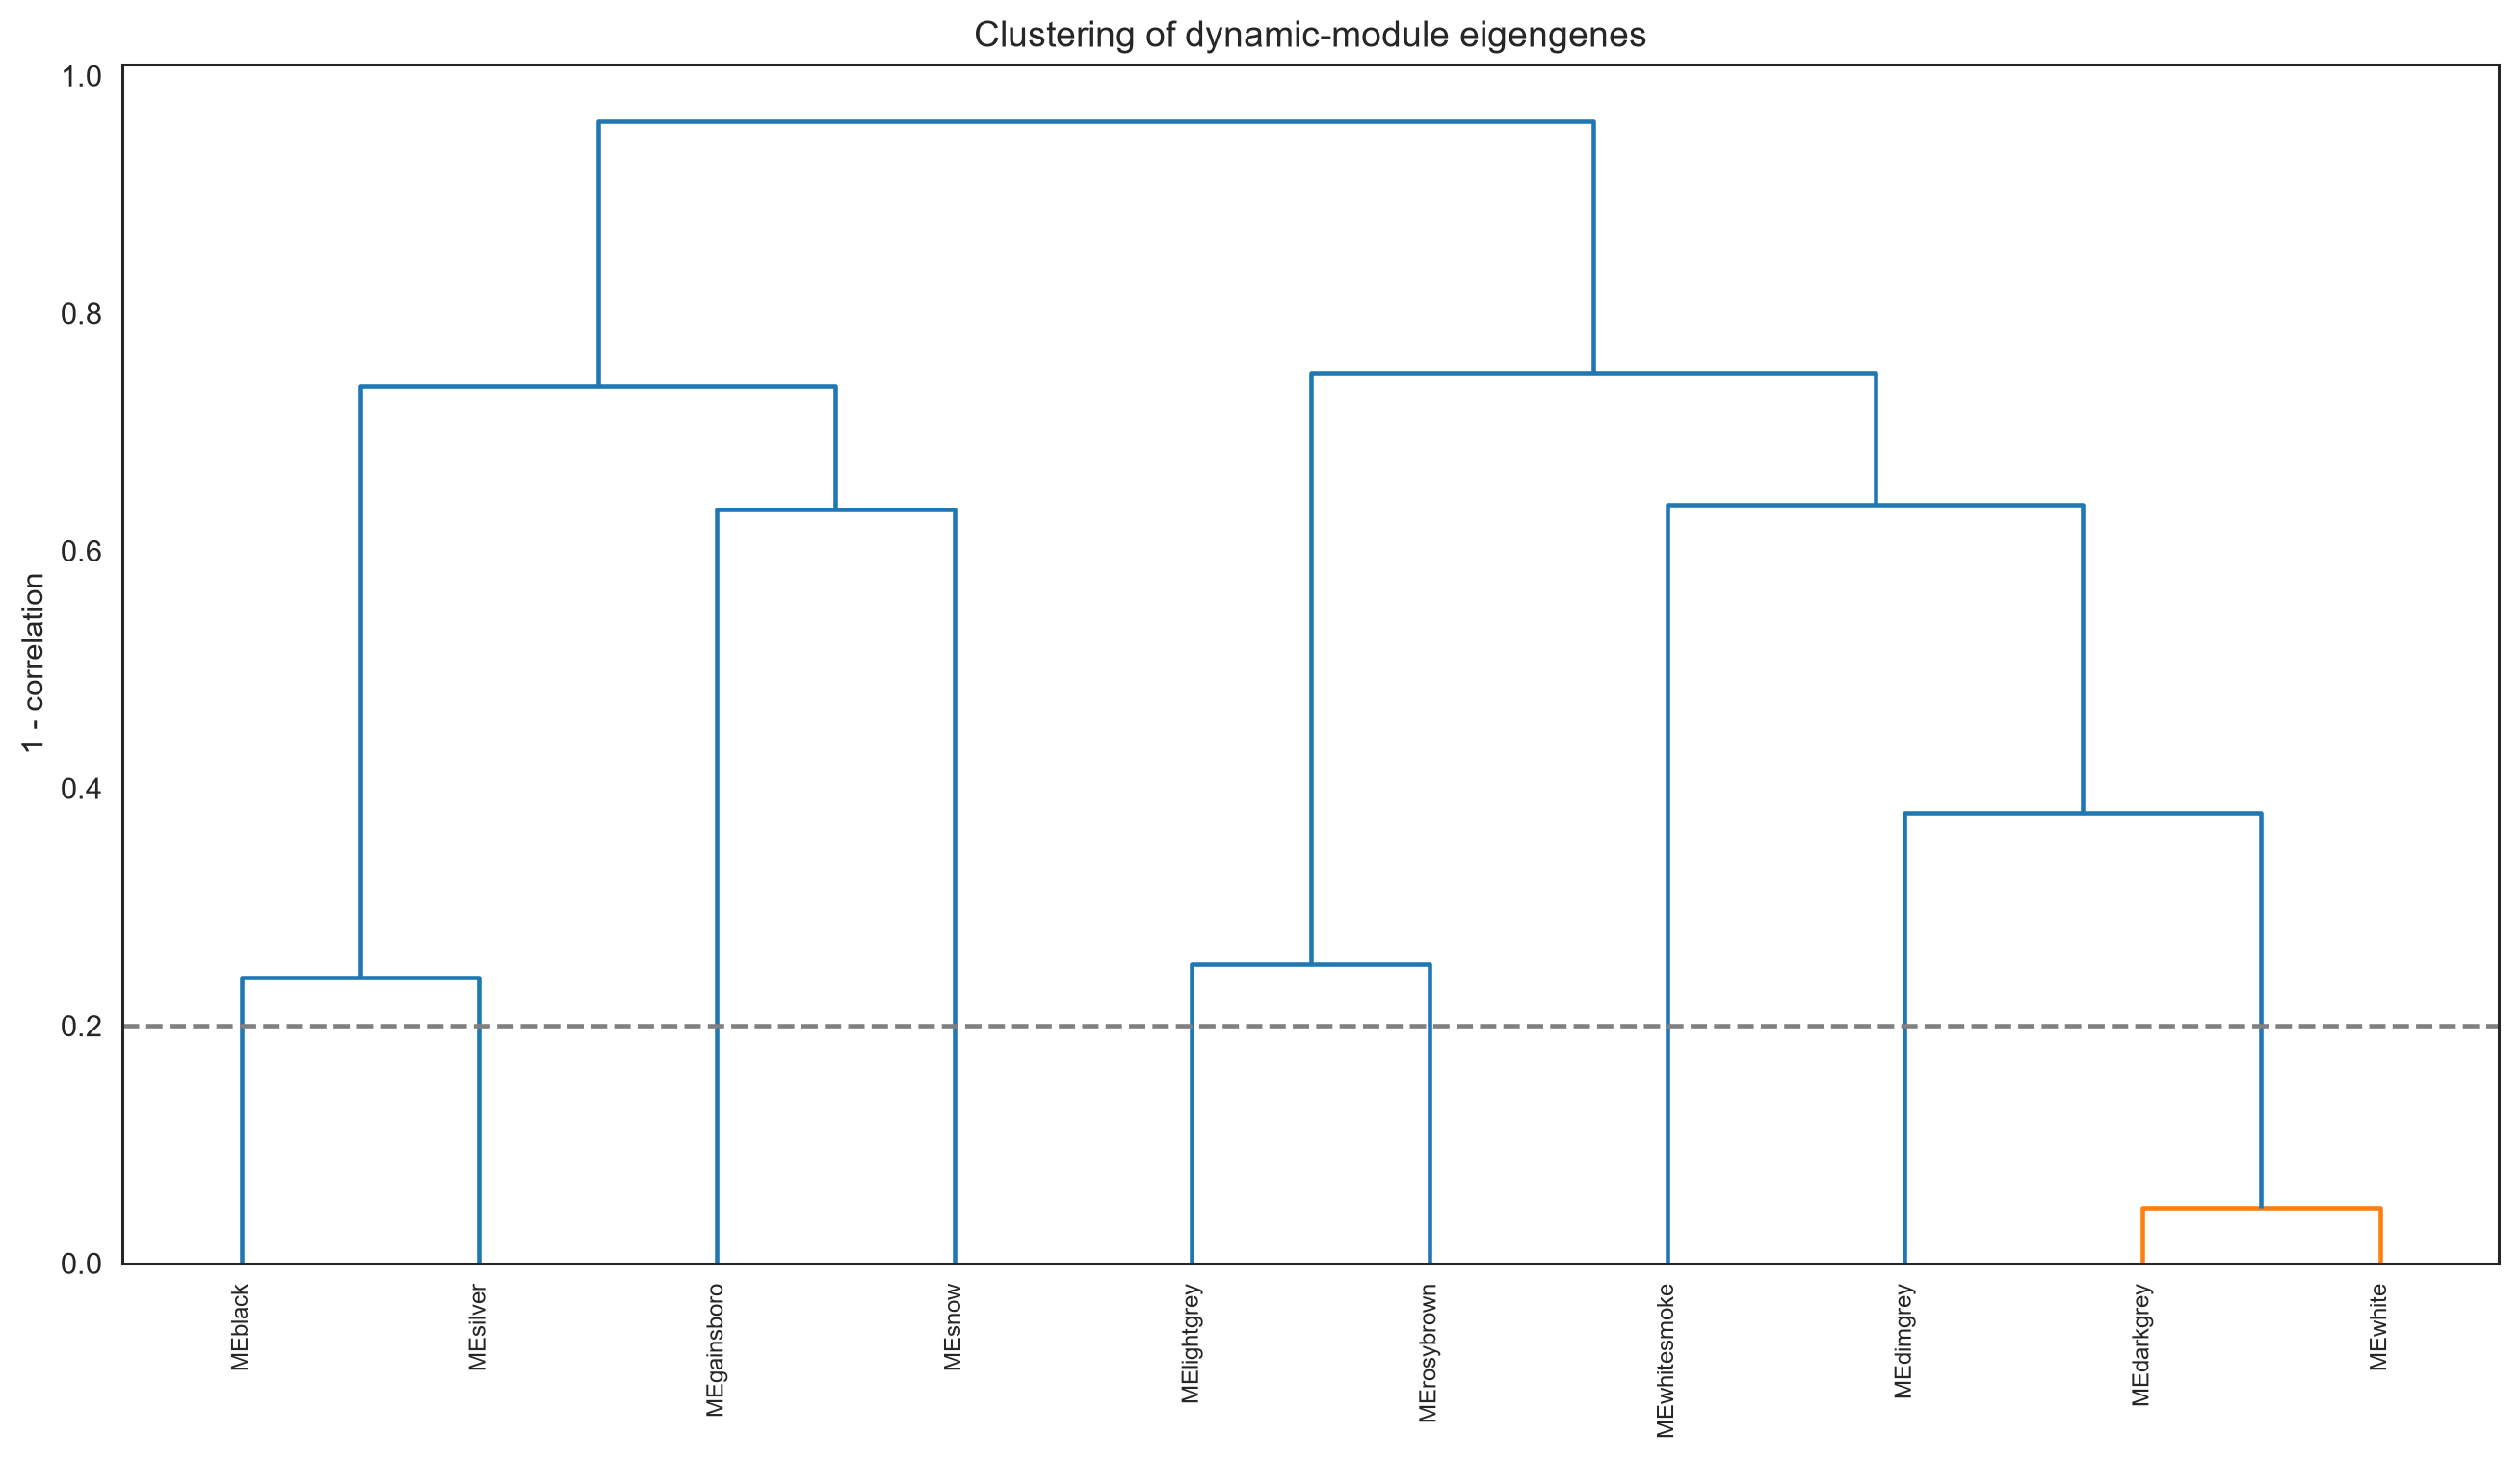 Clustering of dynamic-module eigengenes
1.0
0.8
0.6
0.4
0.2
0.0
1 - correlation
MEblack
MEsilver
MEgainsboro
MEsnow
MElightgrey
MErosybrown
MEwhitesmoke
MEdimgrey
MEdarkgrey
MEwhite